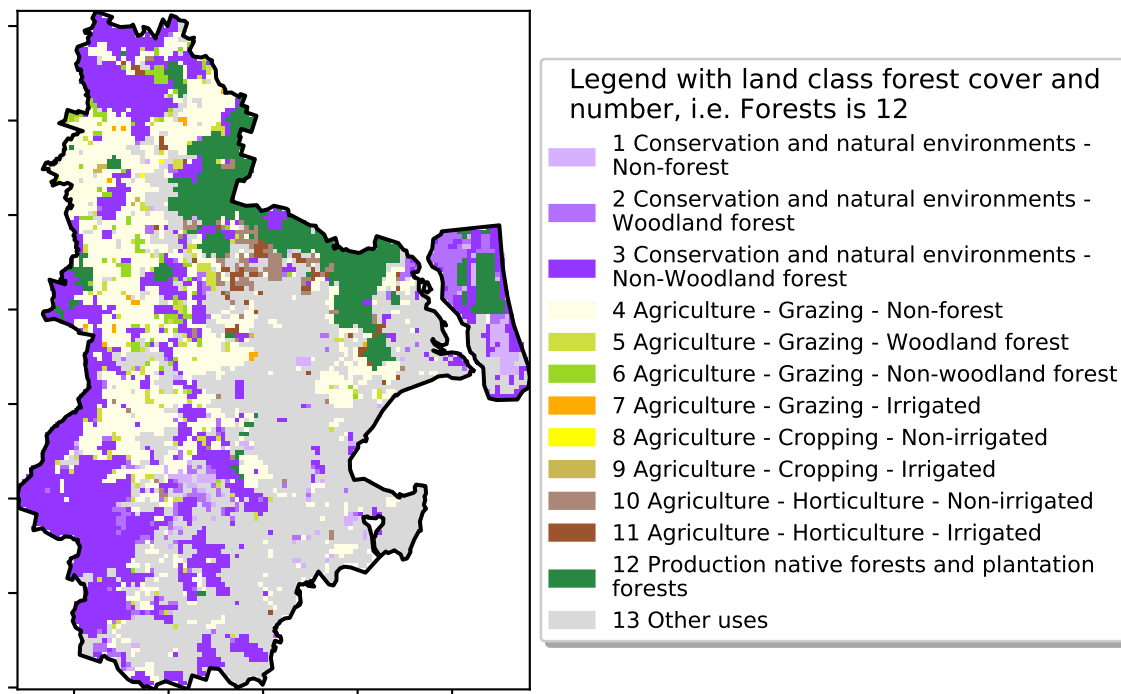 Legend with land class forest cover and
number, i.e. Forests is 12
1 Conservation and natural environments -
Non-forest
2 Conservation and natural environments -
Woodland forest
3 Conservation and natural environments -
Non-Woodland forest
4 Agriculture - Grazing - Non-forest
5 Agriculture - Grazing - Woodland forest
6 Agriculture - Grazing - Non-woodland forest
7 Agriculture - Grazing - Irrigated
8 Agriculture - Cropping - Non-irrigated
9 Agriculture - Cropping - Irrigated
10 Agriculture - Horticulture - Non-irrigated
11 Agriculture - Horticulture - Irrigated
12 Production native forests and plantation
forests
13 Other uses